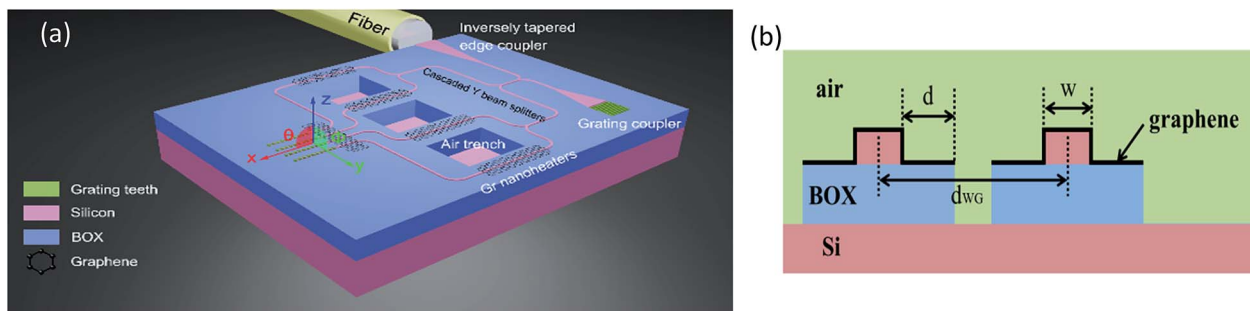 (a)
Fiber
Inversely tapered
edge coupler
Cascaded Y beam splitters
Grating coupler
Z
θ
φ
x
y
Air trench
Gr nanoheaters
Grating teeth
Silicon
BOX
Graphene
(b)
air
d
w
graphene
BOX
dWG
Si